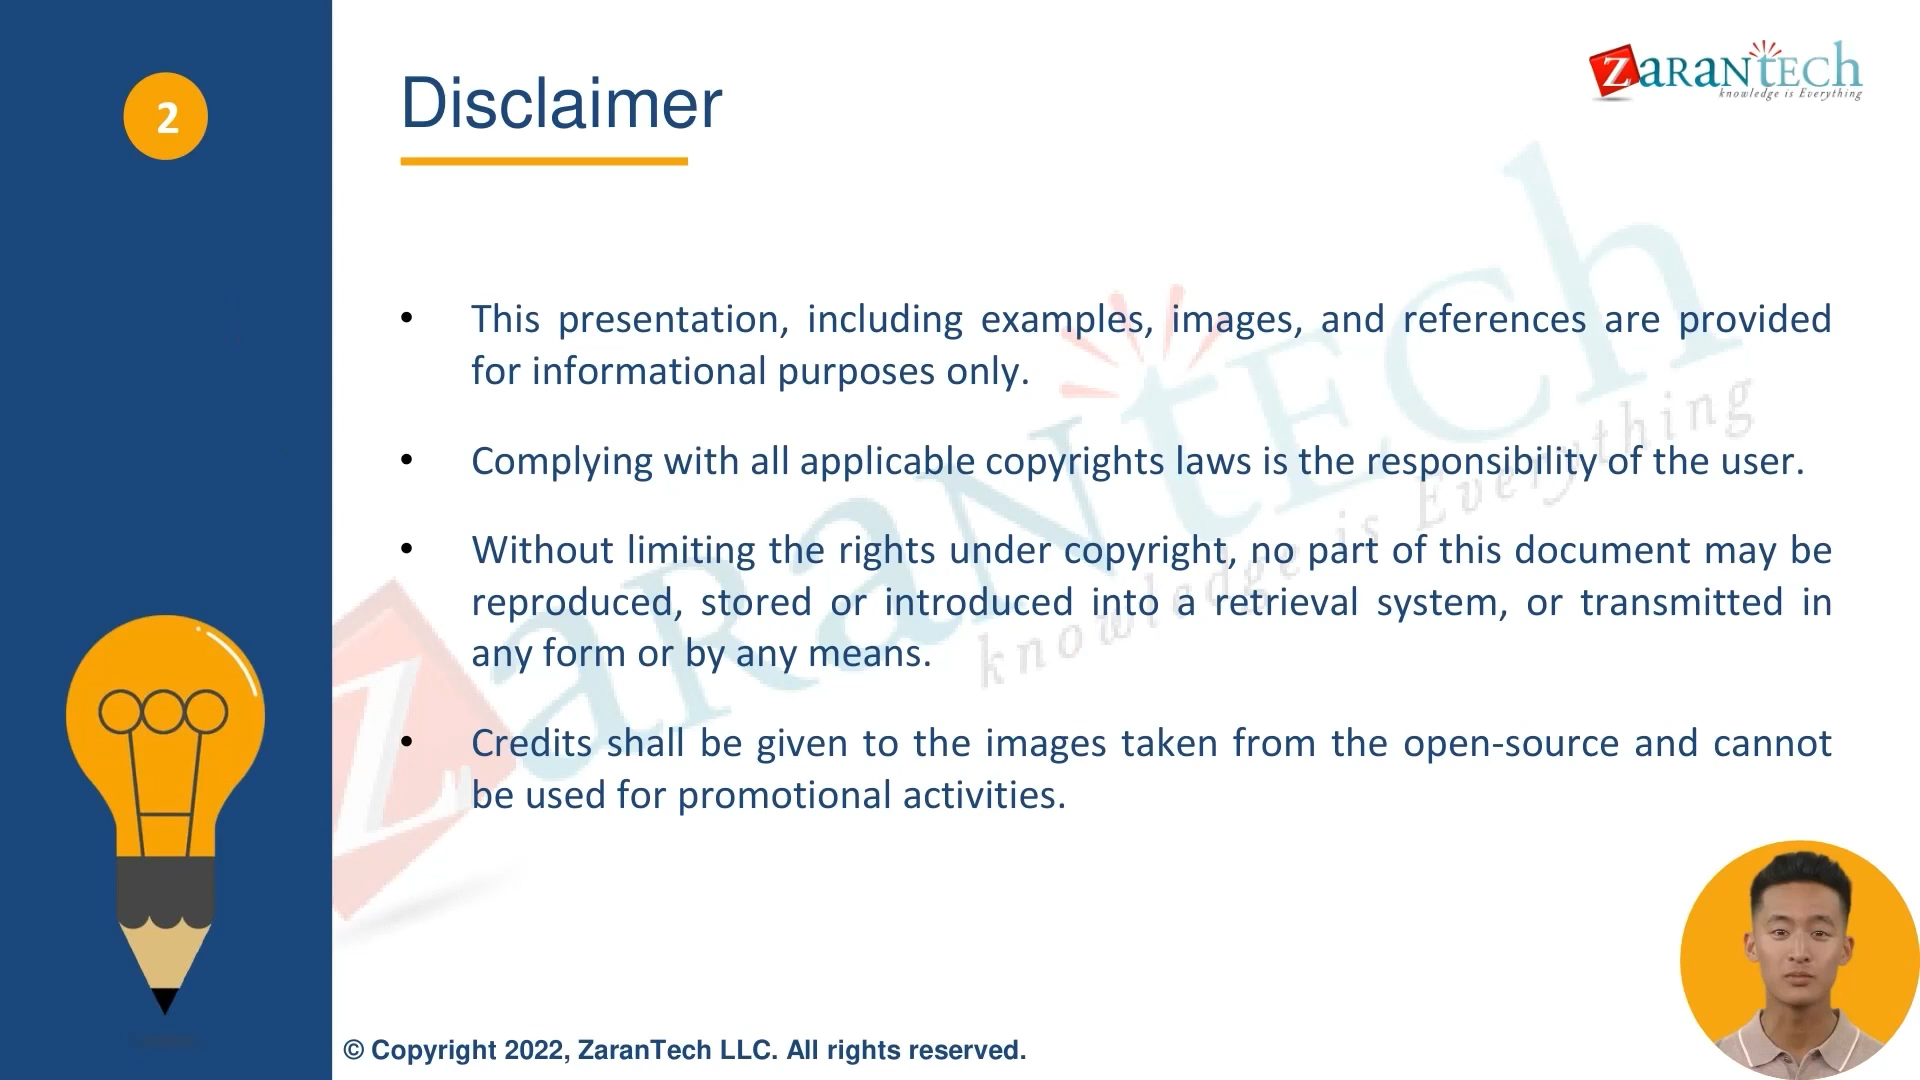 2
Disclaimer
ZaranTech
knowledge is Everything
• This presentation, including examples, images, and references are provided
for informational purposes only.
• Complying with all applicable copyrights laws is the responsibility of the user.
• Without limiting the rights under copyright, no part of this document may be
reproduced, stored or introduced into a retrieval system, or transmitted in
any form or by any means.
• Credits shall be given to the images taken from the open-source and cannot
be used for promotional activities.
ZaranTech
knowledge is Everything
© Copyright 2022, ZaranTech LLC. All rights reserved.